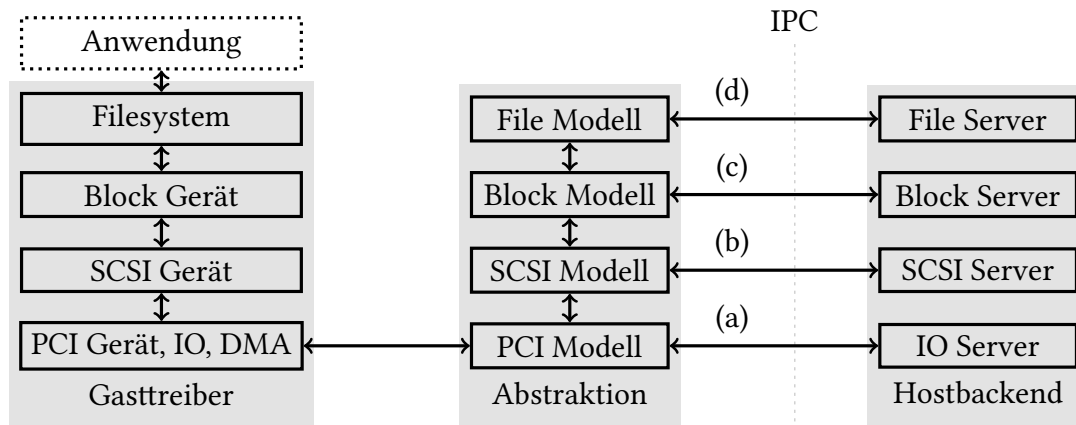 IPC
Anwendung
Filesystem
Block Gerät
SCSI Gerät
PCI Gerät, IO, DMA
Gasttreiber
File Modell
Block Modell
SCSI Modell
PCI Modell
Abstraktion
(d)
(c)
(b)
(a)
File Server
Block Server
SCSI Server
IO Server
Hostbackend